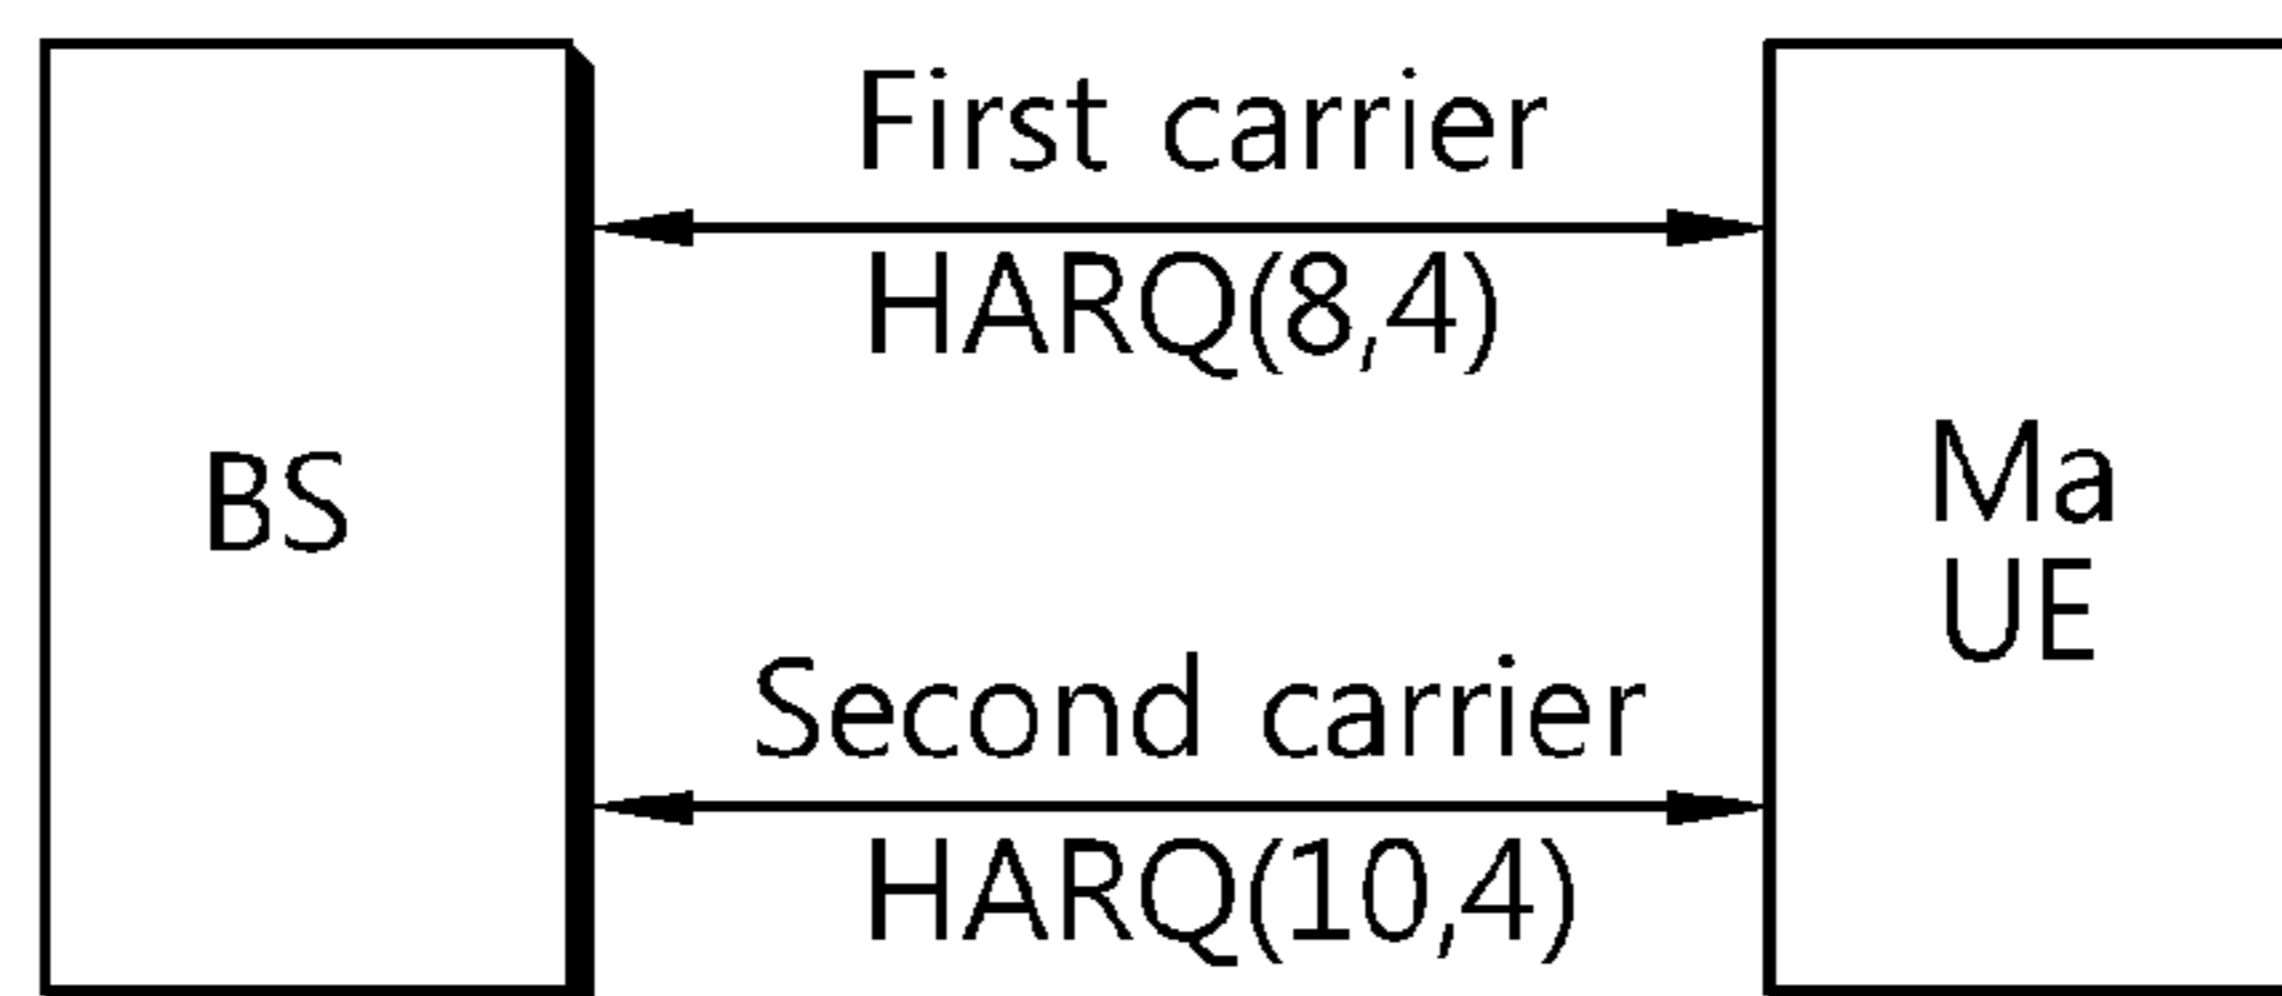 First carrier
HARQ(8,4)
BS
Ma
UE
Second carrier
HARQ(10,4)